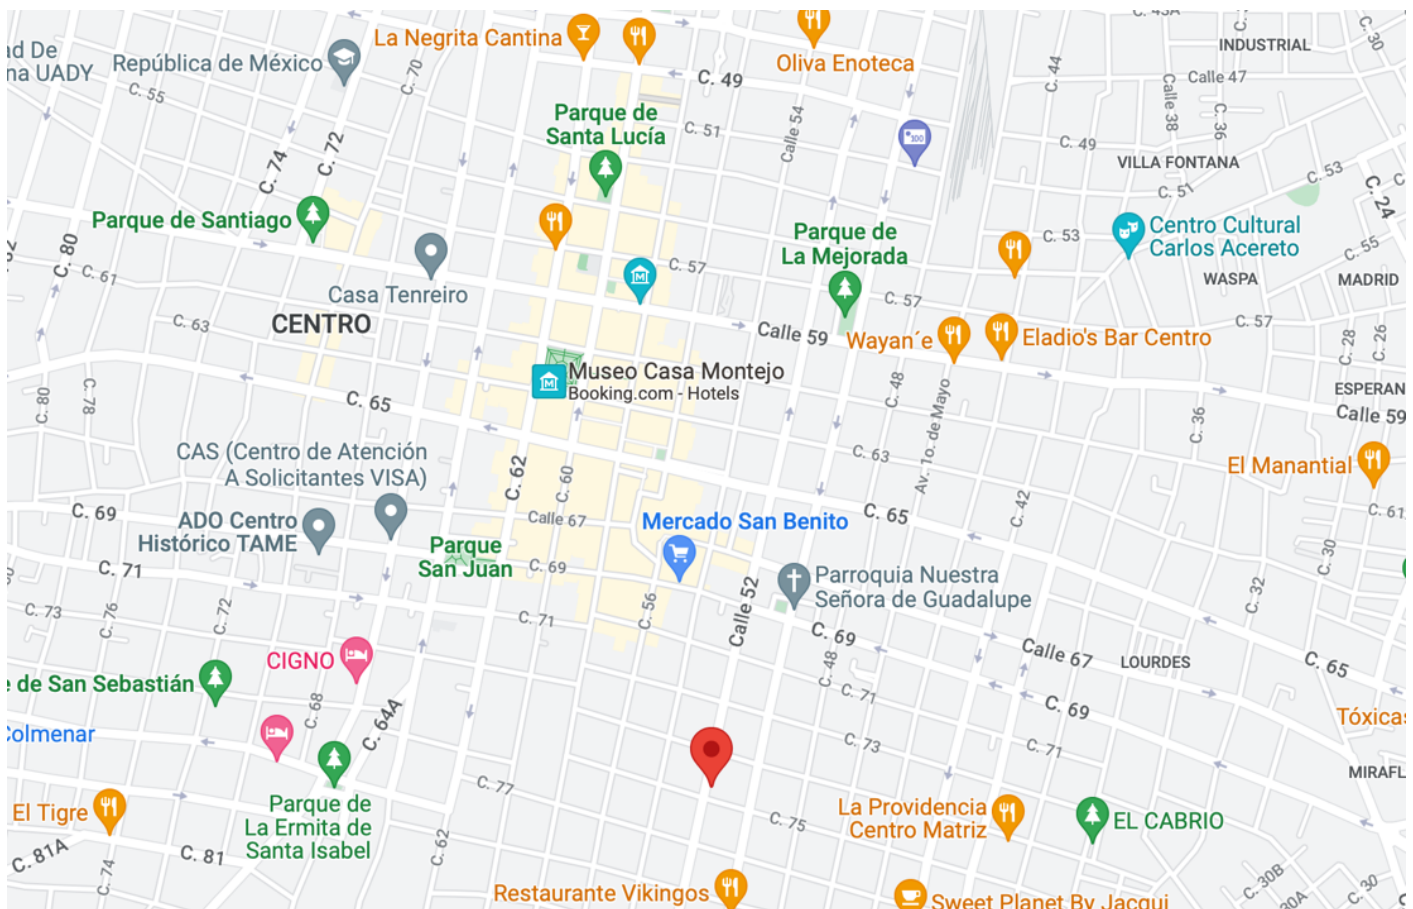 C. 43A
C. 30
La Negrita Cantina
Oliva Enoteca
INDUSTRIAL
ad De
na UADY
República de México
C. 70
C. 49
C. 44
Calle 47
Calle 38
C. 36
C. 55
Parque de
Santa Lucía
C. 51
Calle 54
300
C. 49
VILLA FONTANA
C. 53
C. 74
C. 72
C. 51
C. 24
Parque de Santiago
Parque de
La Mejorada
C. 53
Centro Cultural
Carlos Acereto
C. 55
C. 80
C. 61
C. 57
WASPA
MADRID
Casa Tenreiro
C. 57
C. 63
CENTRO
Calle 59
Wayan´e
Eladio's Bar Centro
C. 57
C. 28
C. 26
Museo Casa Montejo
Booking.com - Hotels
C. 48
Av. 1o. de Mayo
ESPERAN
Calle 59
C. 80
C. 78
C. 65
C. 36
CAS (Centro de Atención
A Solicitantes VISA)
C. 62
C. 60
C. 63
El Manantial
C. 42
C. 69
ADO Centro
Histórico TAME
Calle 67
Mercado San Benito
C. 65
C. 61
Parque
San Juan
C. 69
C. 30
C. 71
Parroquia Nuestra
Señora de Guadalupe
C. 32
C. 73
C. 76
C. 72
C. 71
C. 56
Calle 52
C. 69
Calle 67
LOURDES
C. 65
CIGNO
C. 48
C. 71
e de San Sebastián
C. 68
C. 64A
C. 69
Tóxicas
Colmenar
C. 73
C. 71
MIRAFL
C. 77
El Tigre
Parque de
La Ermita de
Santa Isabel
C. 75
La Providencia
Centro Matriz
EL CABRIO
C. 81A
C. 81
C. 62
C. 74
Restaurante Vikingos
Sweet Planet By Jacqui
C. 30B
30A
C. 30